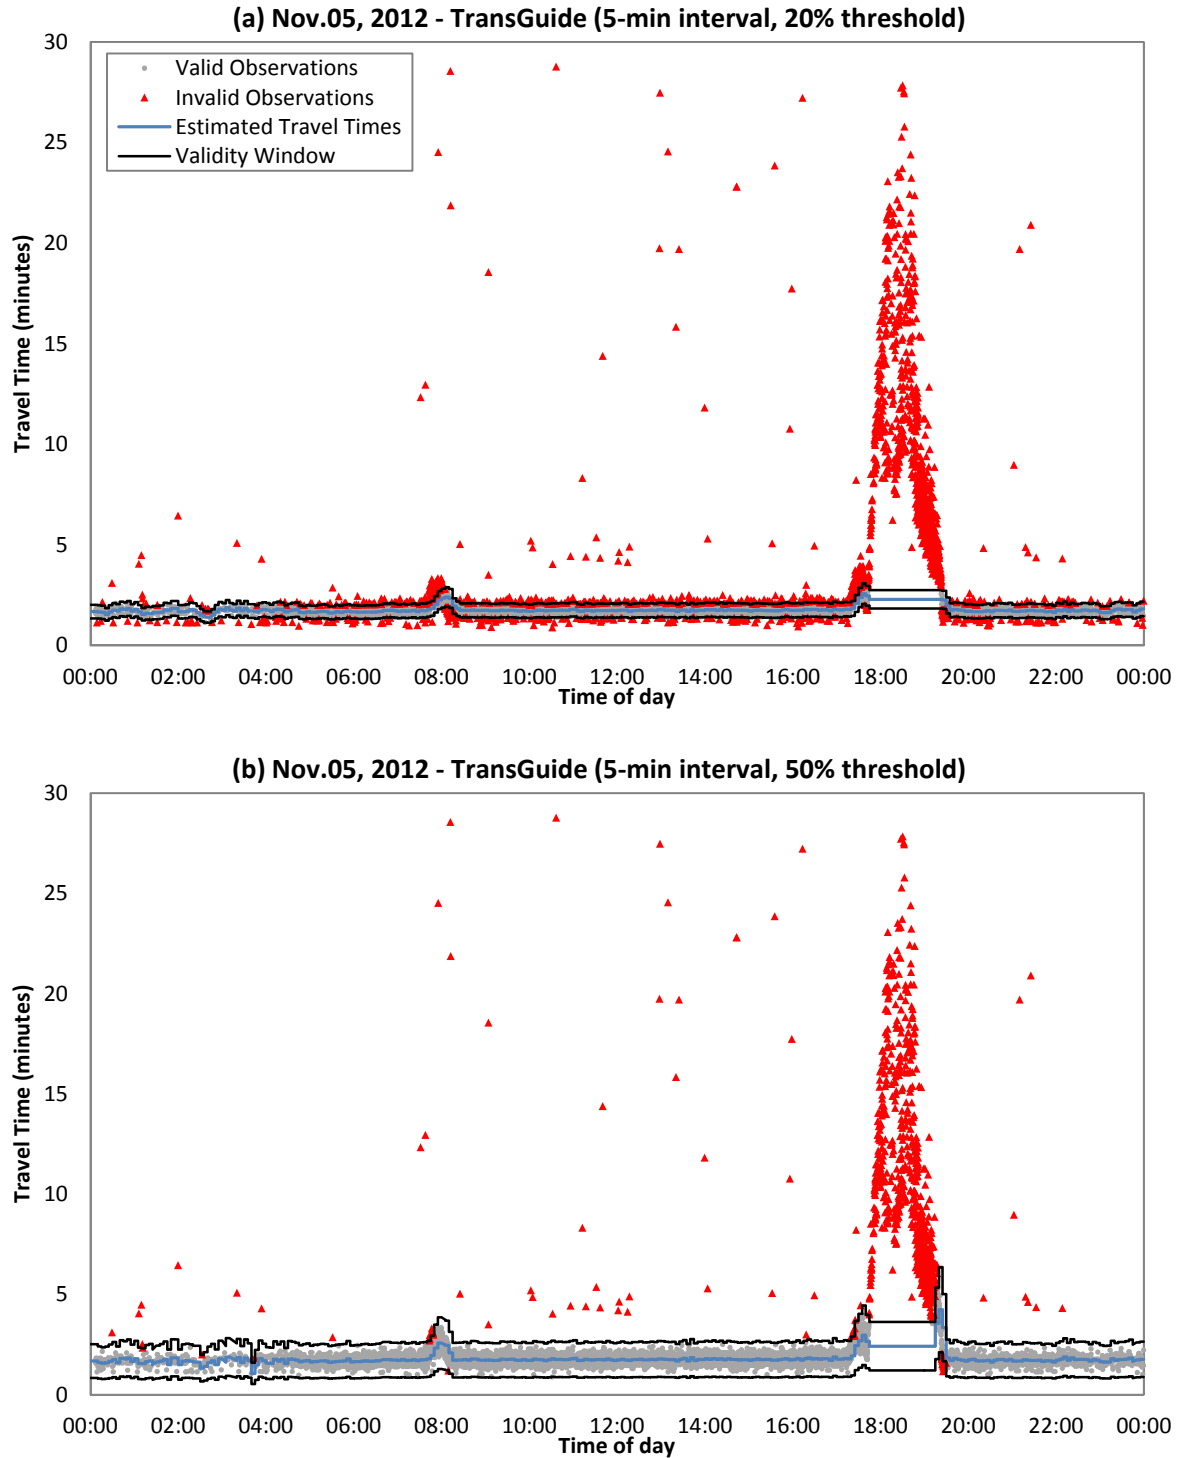 (a) Nov.05, 2012 - TransGuide (5-min interval, 20% threshold)
30
25
20
15
10
5
0
Travel Time (minutes)
Valid Observations
Invalid Observations
Estimated Travel Times
Validity Window
00:00 02:00 04:00 06:00 08:00 10:00 12:00 14:00 16:00 18:00 20:00 22:00 00:00
Time of day
(b) Nov.05, 2012 - TransGuide (5-min interval, 50% threshold)
30
25
20
15
10
5
0
Travel Time (minutes)
00:00 02:00 04:00 06:00 08:00 10:00 12:00 14:00 16:00 18:00 20:00 22:00 00:00
Time of day